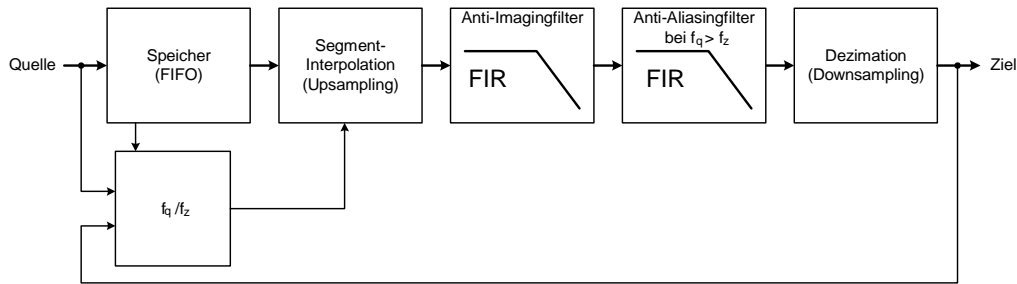 Quelle
Speicher
(FIFO)
Segment-
Interpolation
(Upsampling)
Anti-Imagingfilter
FIR
Anti-Aliasingfilter
bei fq> fz
FIR
Dezimation
(Downsampling)
Ziel
fq /fz